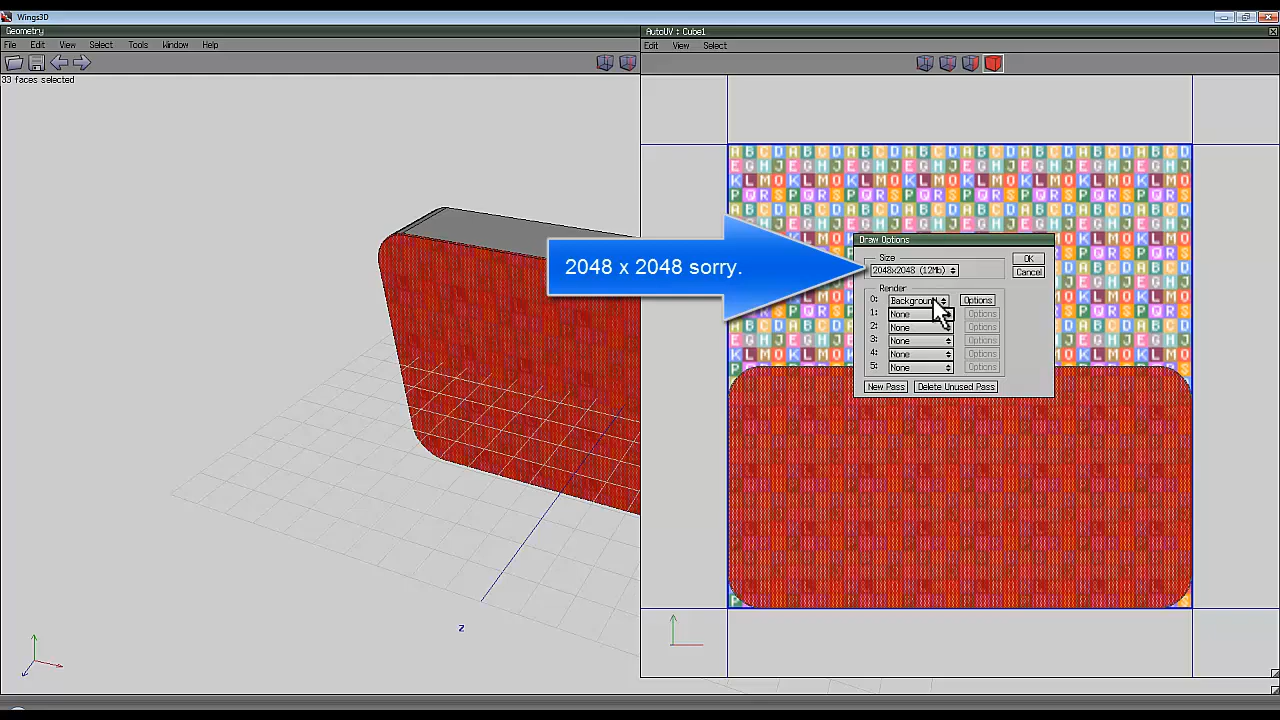 Wings3D
Geometry
File Edit View Select Tools Window Help
33 faces selected
AutoUV: Cube1
Edit View Select
2048 x 2048 sorry.
Draw Options
Size
2048x2048 (12Mb)
OK
Cancel
Render
0: Background Options
1: None Options
2: None Options
3: None Options
4: None Options
5: None Options
New Pass Delete Unused Pass
A B C D A B C D A B C D A B C D A B C D A B C D A B C D A B C D
z